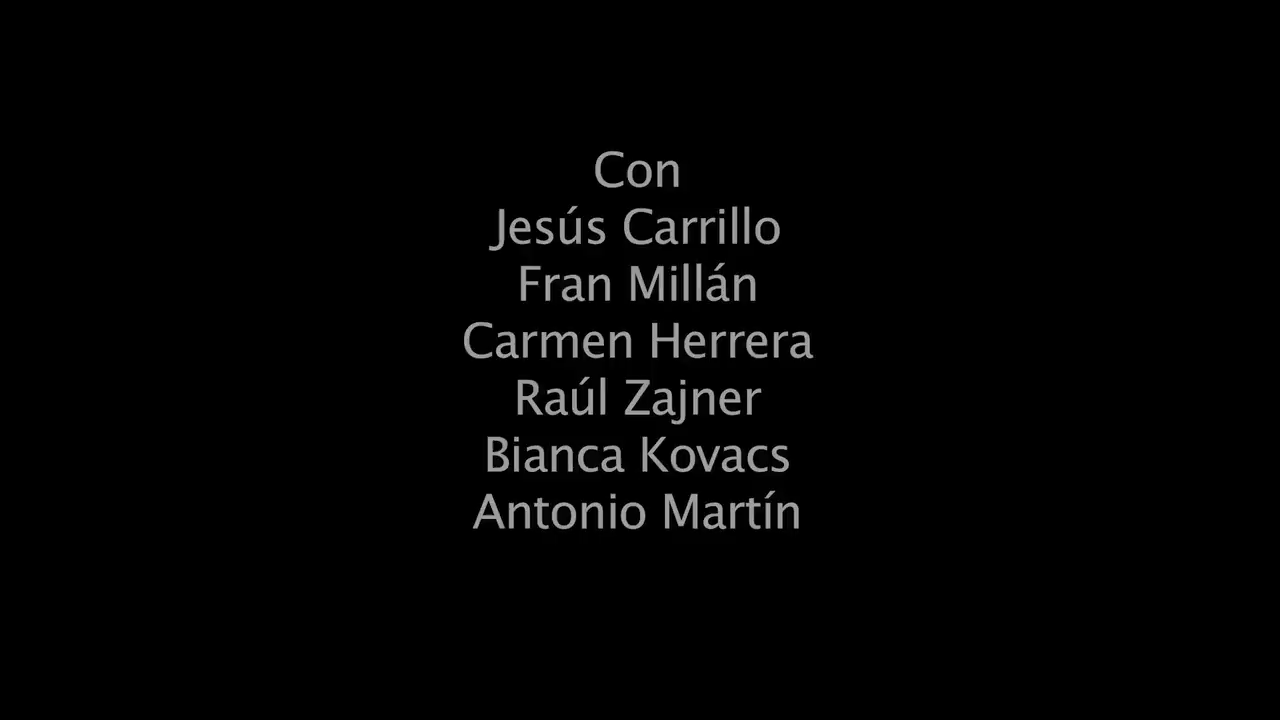 Con
Jesús Carrillo
Fran Millán
Carmen Herrera
Raúl Zajner
Bianca Kovacs
Antonio Martín